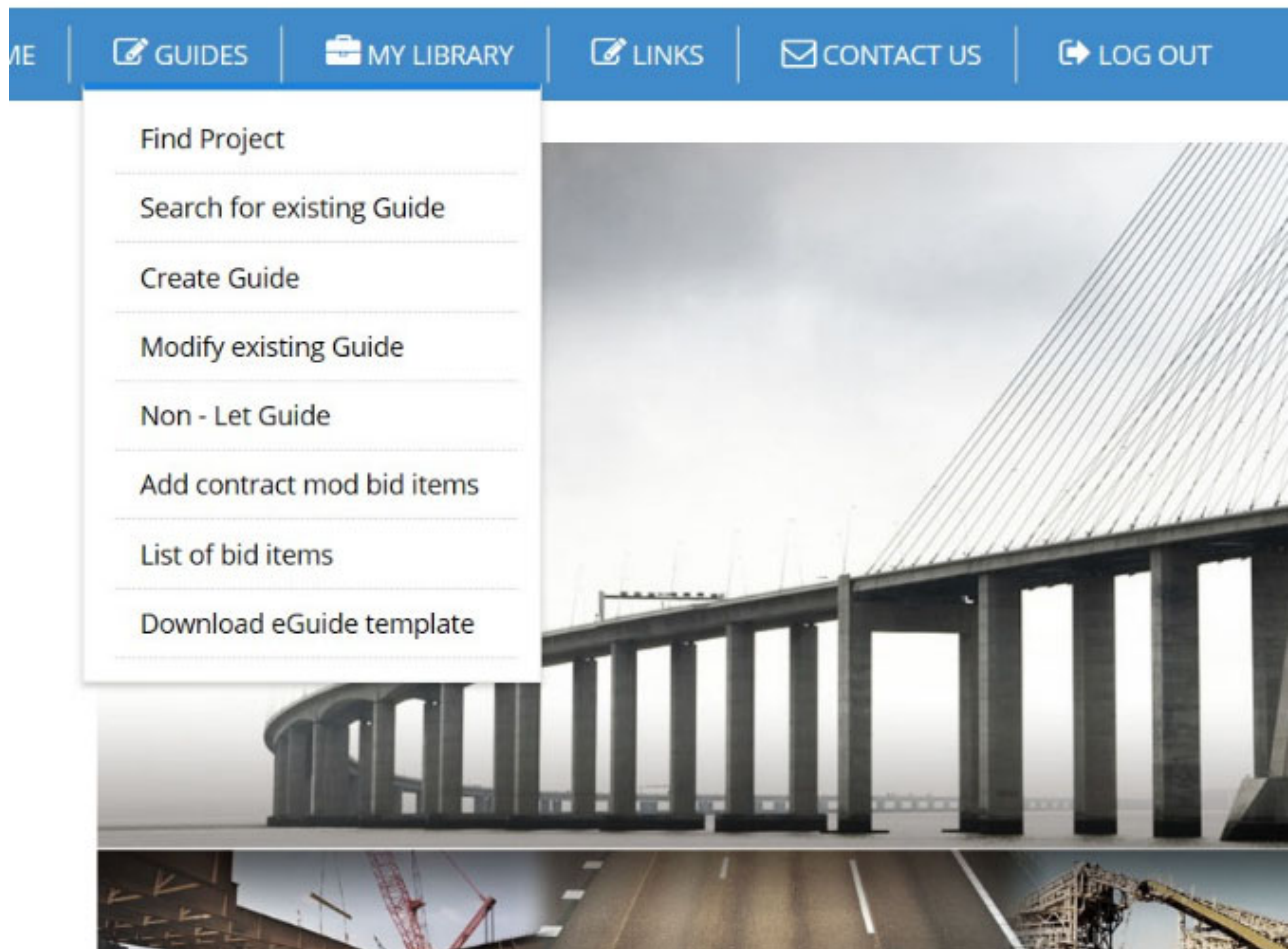 GUIDES MY LIBRARY LINKS CONTACT US LOG OUT
Find Project
Search for existing Guide
Create Guide
Modify existing Guide
Non - Let Guide
Add contract mod bid items
List of bid items
Download eGuide template